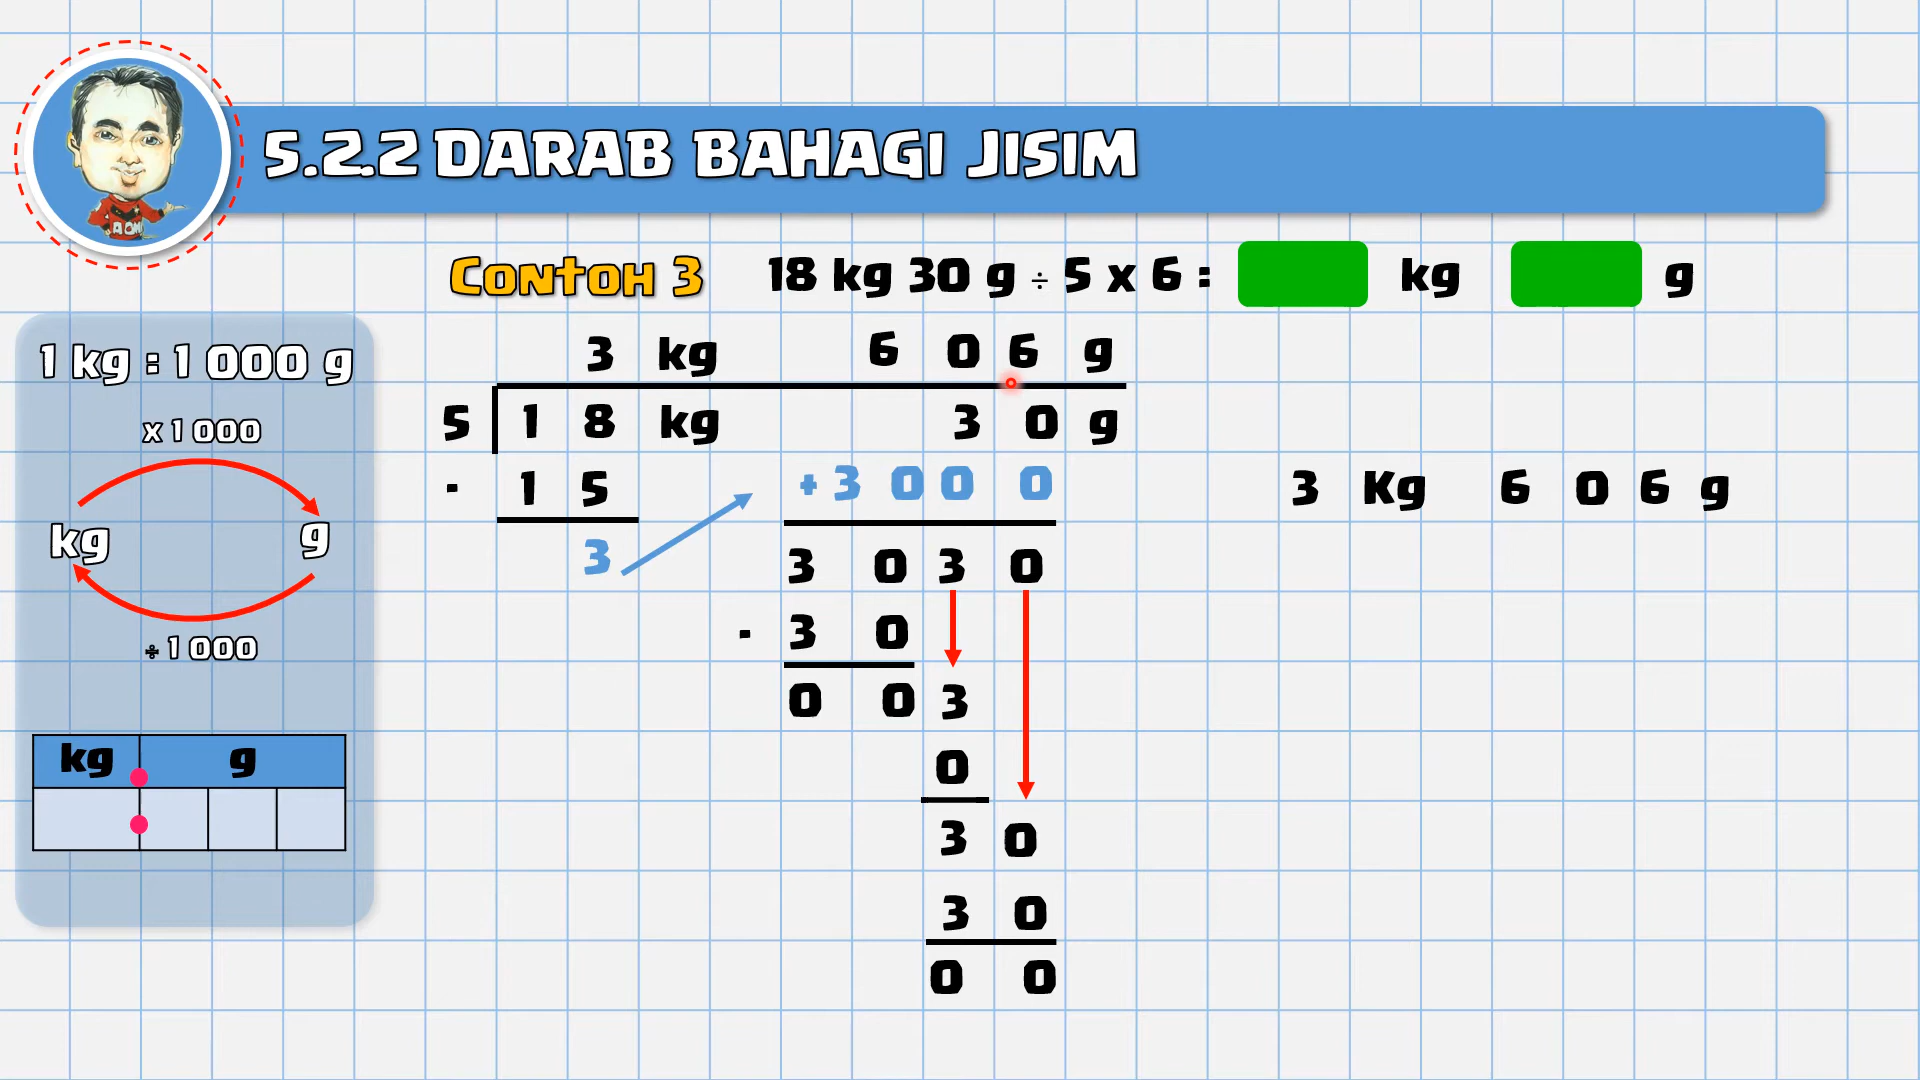 5.2.2 DARAB BAHAGI JISIM
AOM
Contoh 3 18 kg 30 g ÷ 5 x 6 = kg g
1 kg = 1 000 g
x 1 000
kg g
÷ 1 000
kg g
3 kg 6 0 6 g
5 1 8 kg 3 0 g
- 1 5 + 3 0 0 0
3 3 0 3 0
- 3 0
0 0 3
0
3 0
3 0
0 0
3 Kg 6 0 6 g